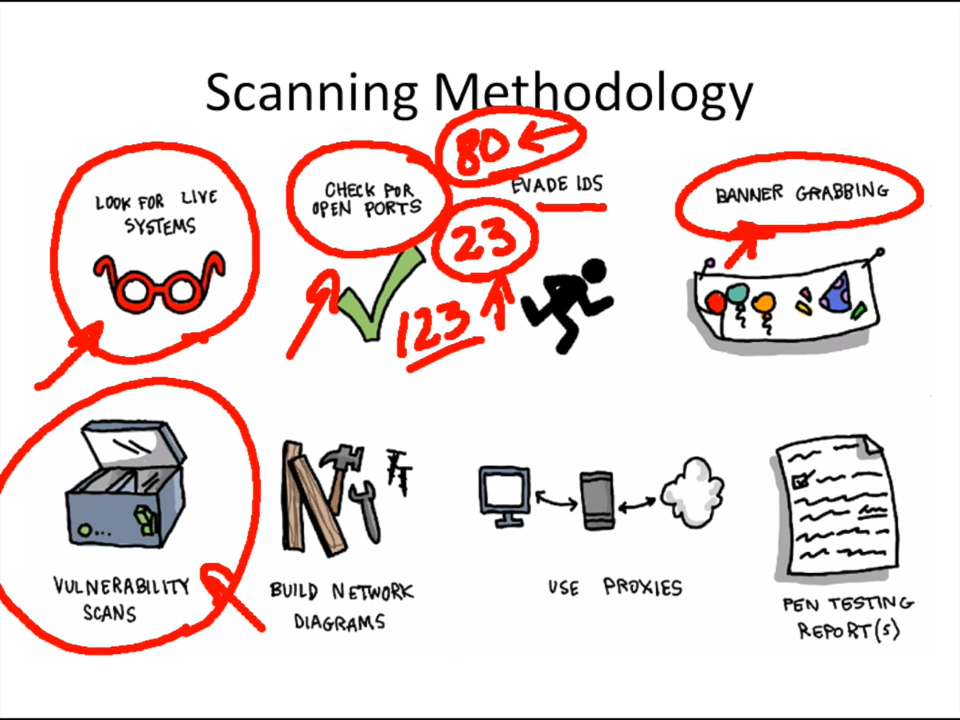 Scanning Methodology
80
LOOK FOR LIVE
SYSTEMS
CHECK FOR
OPEN PORTS
EVADE IDS
BANNER GRABBING
23
123
VULNERABILITY
SCANS
BUILD NETWORK
DIAGRAMS
USE PROXIES
PEN TESTING
REPORT(S)